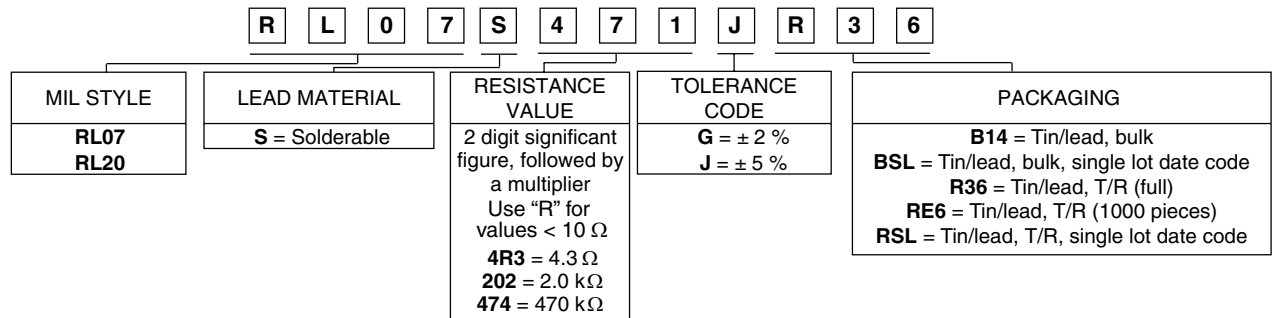 R L 0 7 S 4 7 1 J R 3 6
MIL STYLE
RL07
RL20
LEAD MATERIAL
S = Solderable
RESISTANCE
VALUE
2 digit significant
figure, followed by
a multiplier
Use “R” for
values < 10 Ω
4R3 = 4.3 Ω
202 = 2.0 kΩ
474 = 470 kΩ
TOLERANCE
CODE
G = ± 2 %
J = ± 5 %
PACKAGING
B14 = Tin/lead, bulk
BSL = Tin/lead, bulk, single lot date code
R36 = Tin/lead, T/R (full)
RE6 = Tin/lead, T/R (1000 pieces)
RSL = Tin/lead, T/R, single lot date code